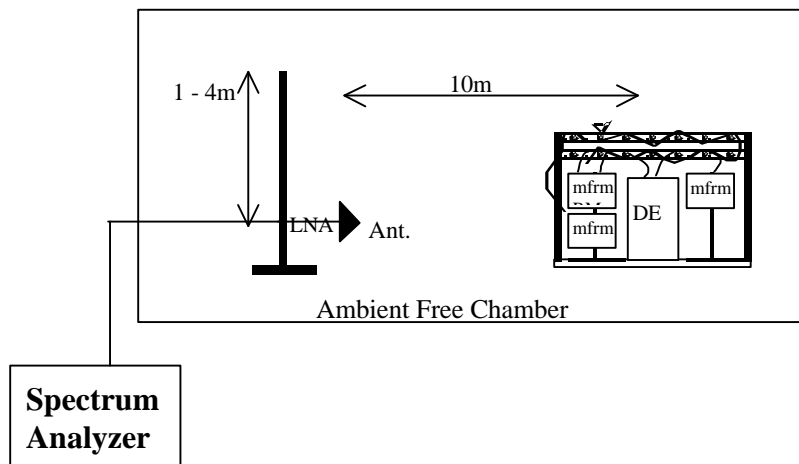 1 - 4m
10m
mfrm
mfrm
DE
mfrm
LNA
Ant.
Ambient Free Chamber
Spectrum
Analyzer